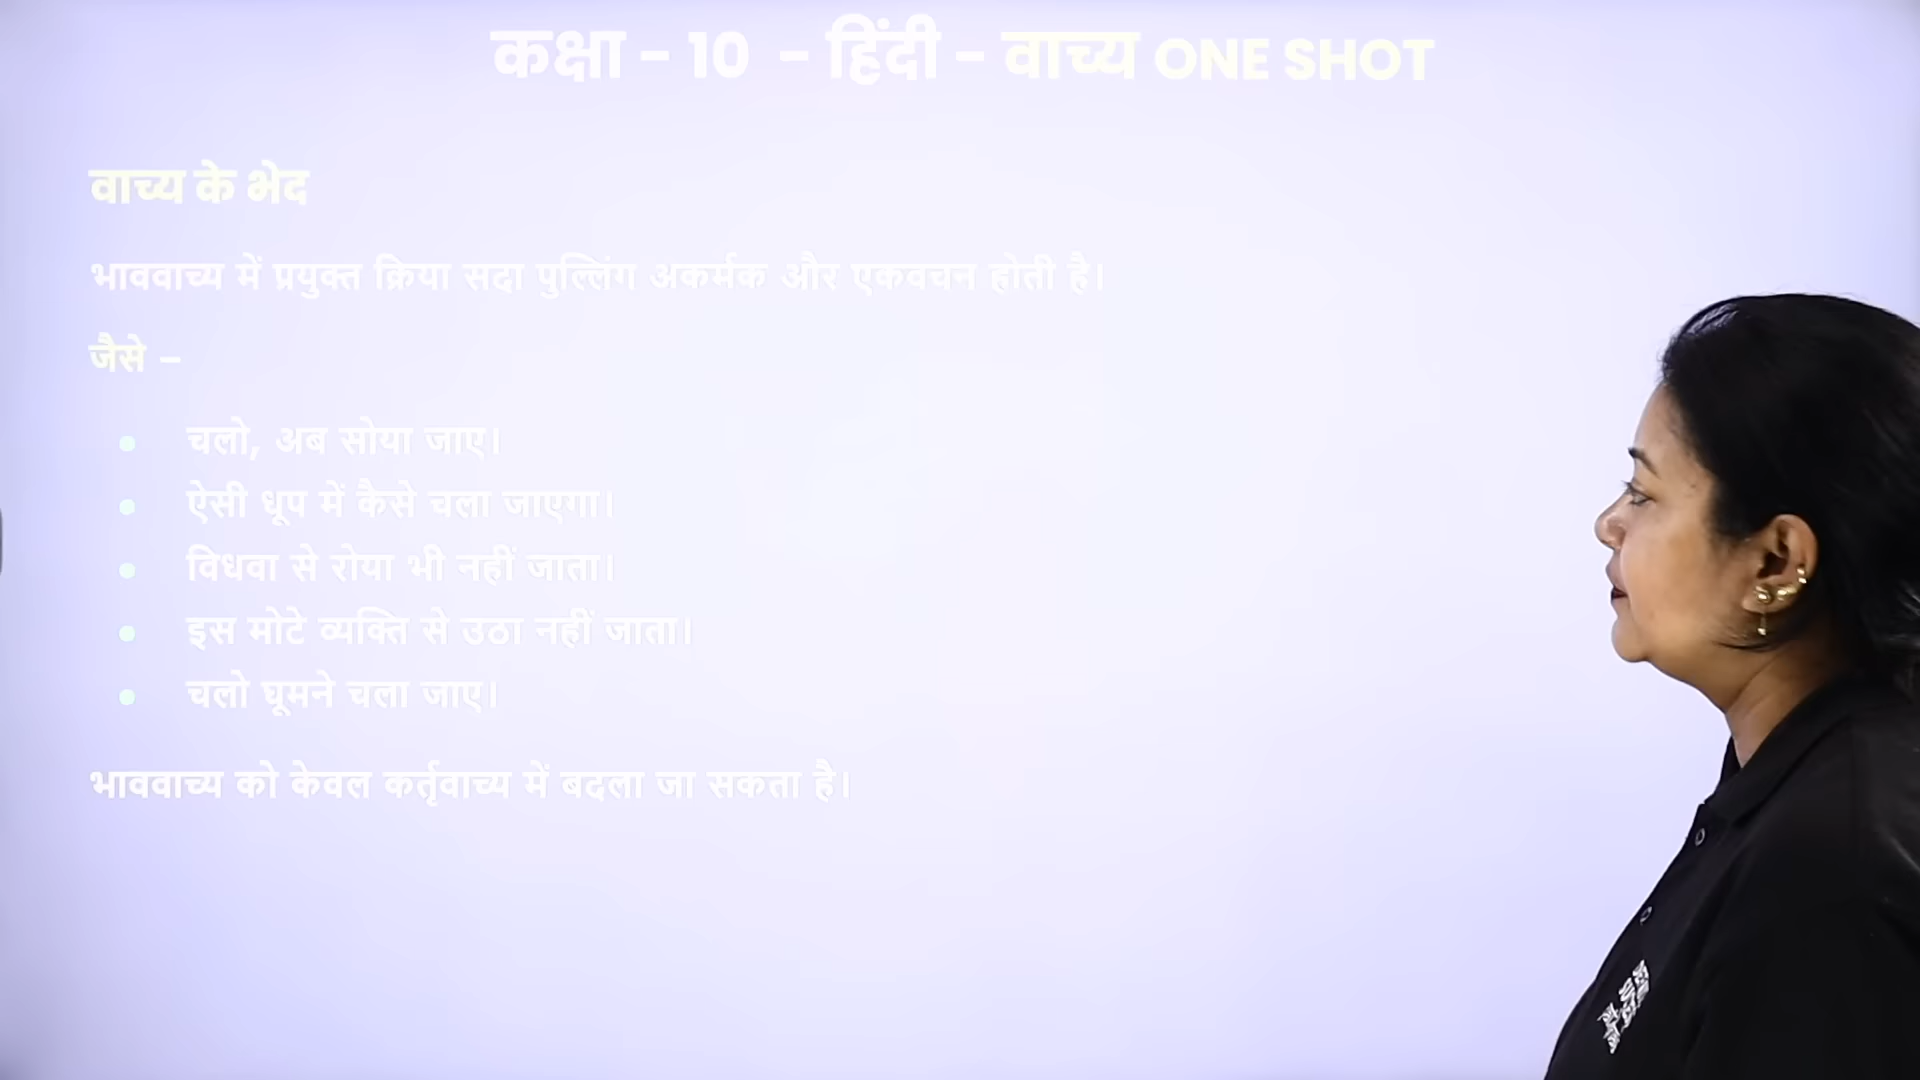 कक्षा - 10 - हिंदी - वाच्य ONE SHOT
वाच्य के भेद
भाववाच्य में प्रयुक्त क्रिया सदा पुल्लिंग अकर्मक और एकवचन होती है।
जैसे –
• चलो, अब सोया जाए।
• ऐसी धूप में कैसे चला जाएगा।
• विधवा से रोया भी नहीं जाता।
• इस मोटे व्यक्ति से उठा नहीं जाता।
• चलो घूमने चला जाए।
भाववाच्य को केवल कर्तृवाच्य में बदला जा सकता है।